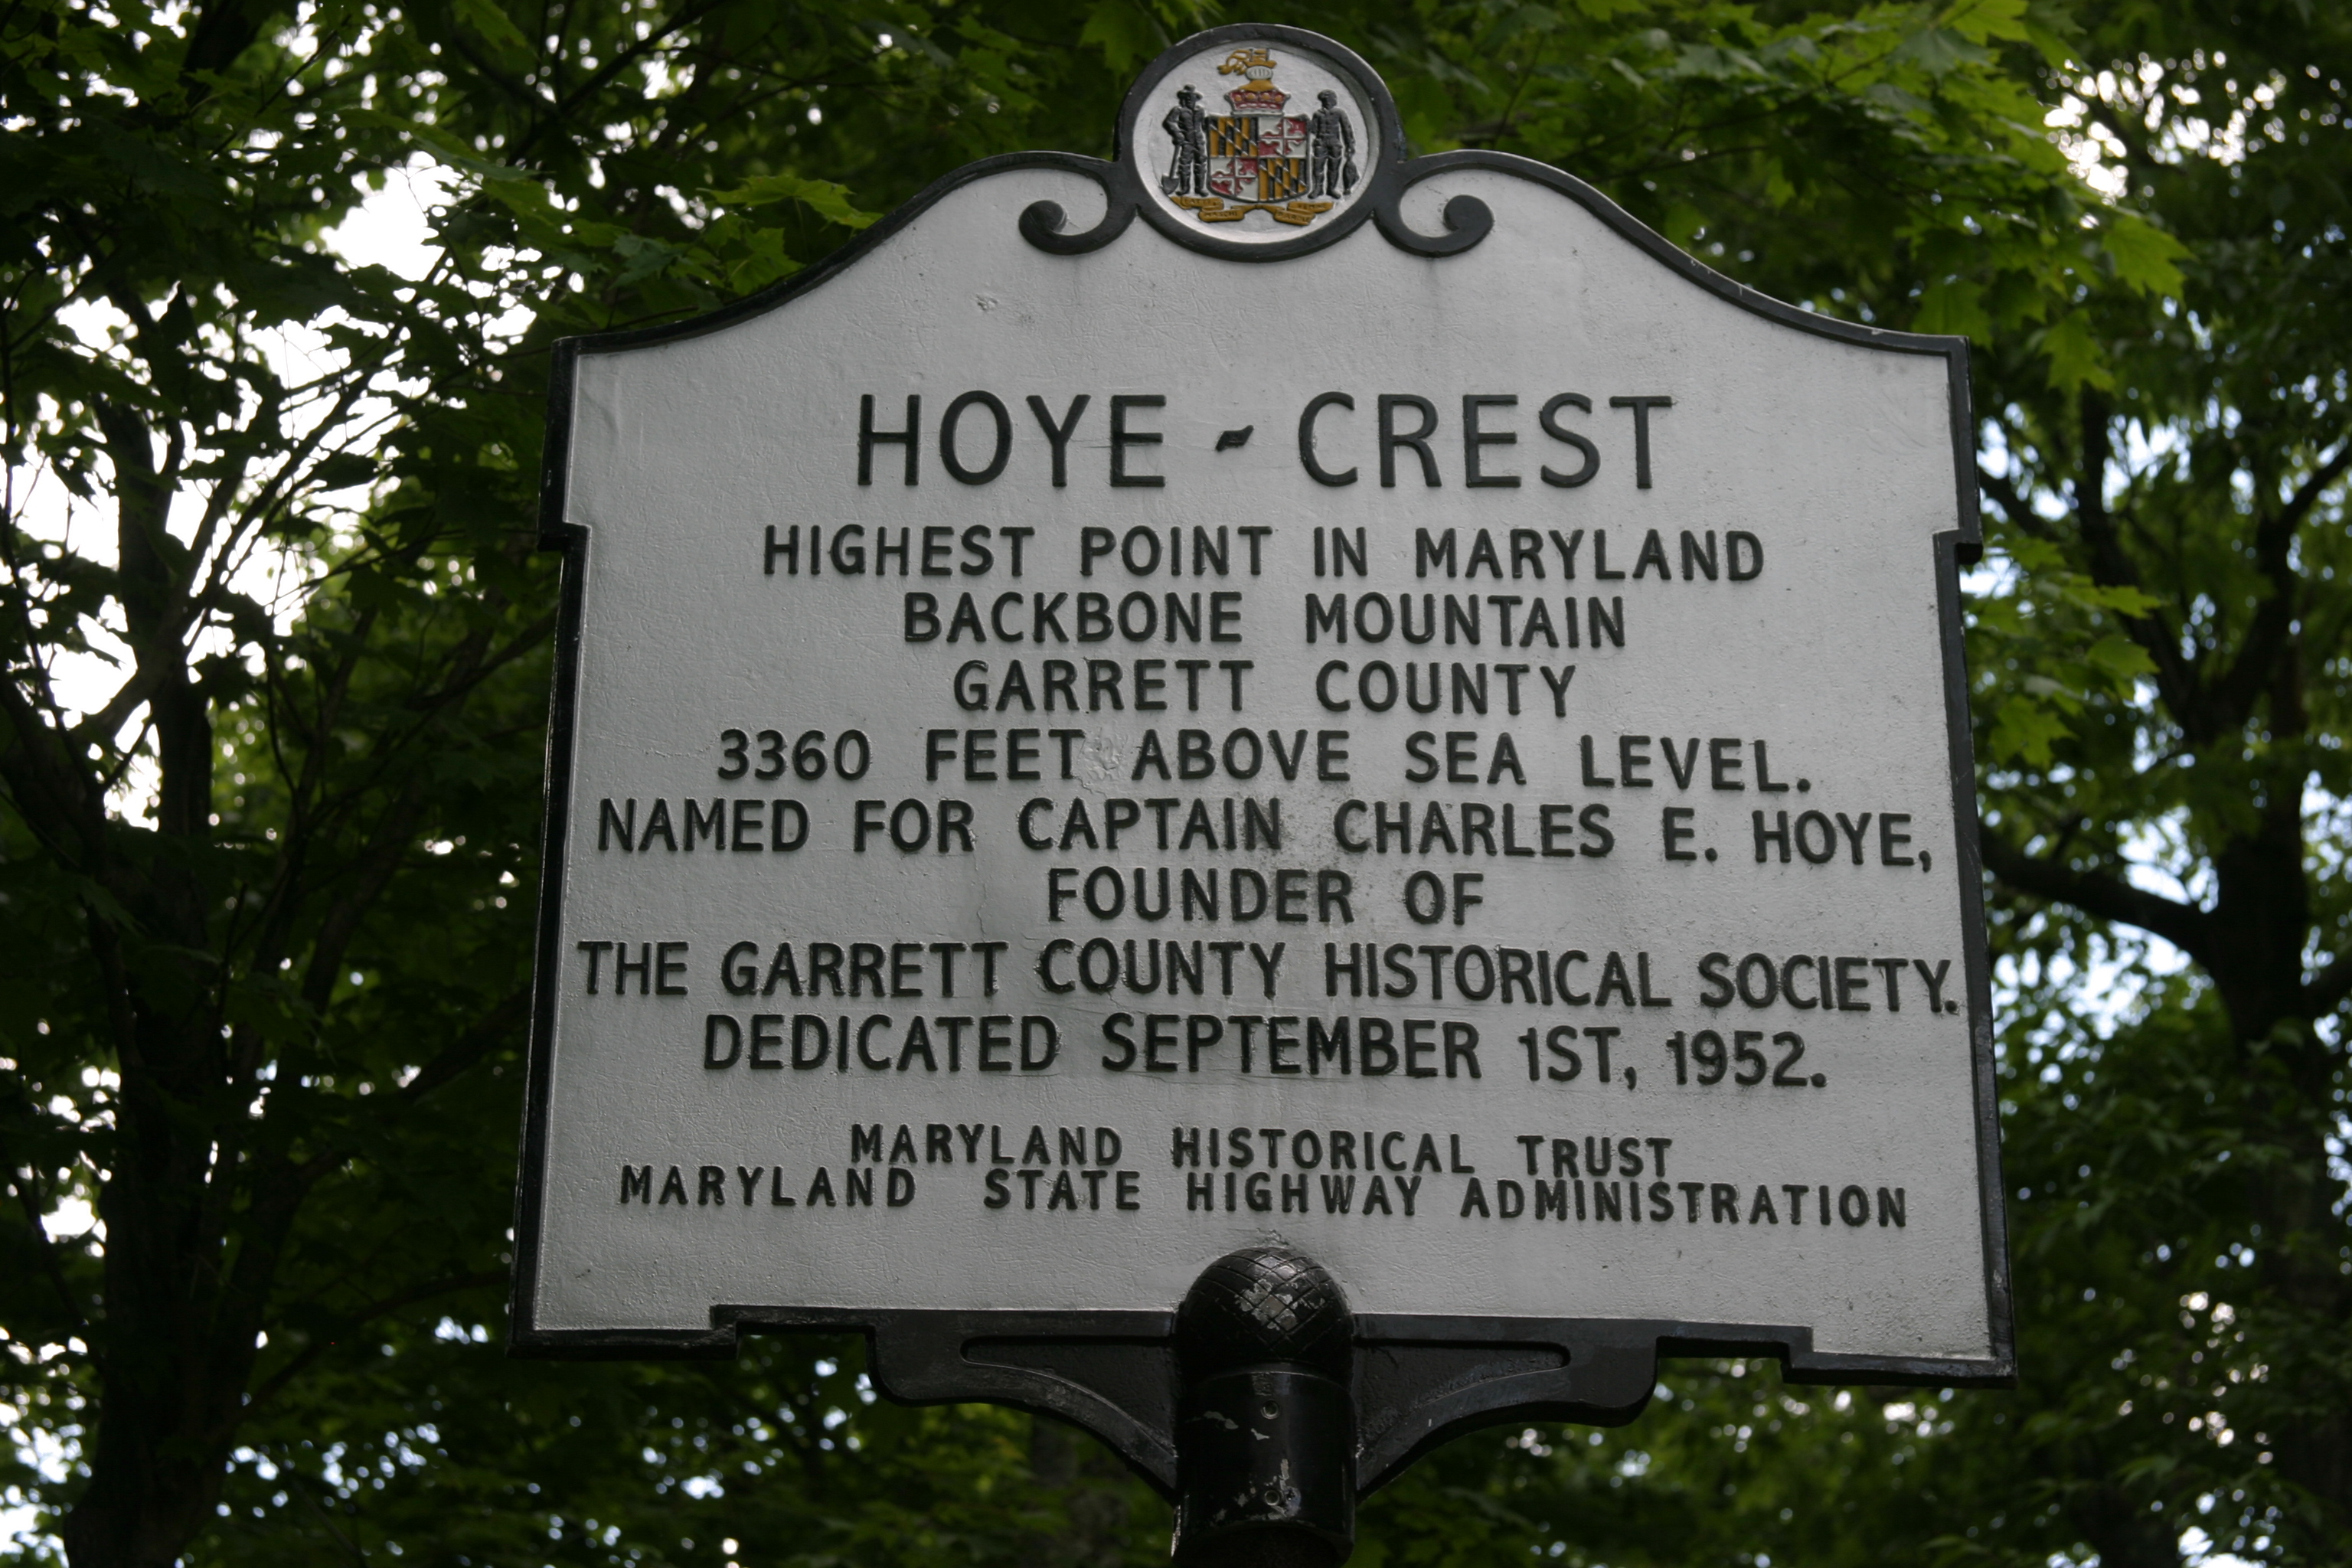 HOYE - CREST
HIGHEST POINT IN MARYLAND
BACKBONE MOUNTAIN
GARRETT COUNTY
3360 FEET ABOVE SEA LEVEL.
NAMED FOR CAPTAIN CHARLES E. HOYE,
FOUNDER OF
THE GARRETT COUNTY HISTORICAL SOCIETY.
DEDICATED SEPTEMBER 1ST, 1952.
MARYLAND HISTORICAL TRUST
MARYLAND STATE HIGHWAY ADMINISTRATION